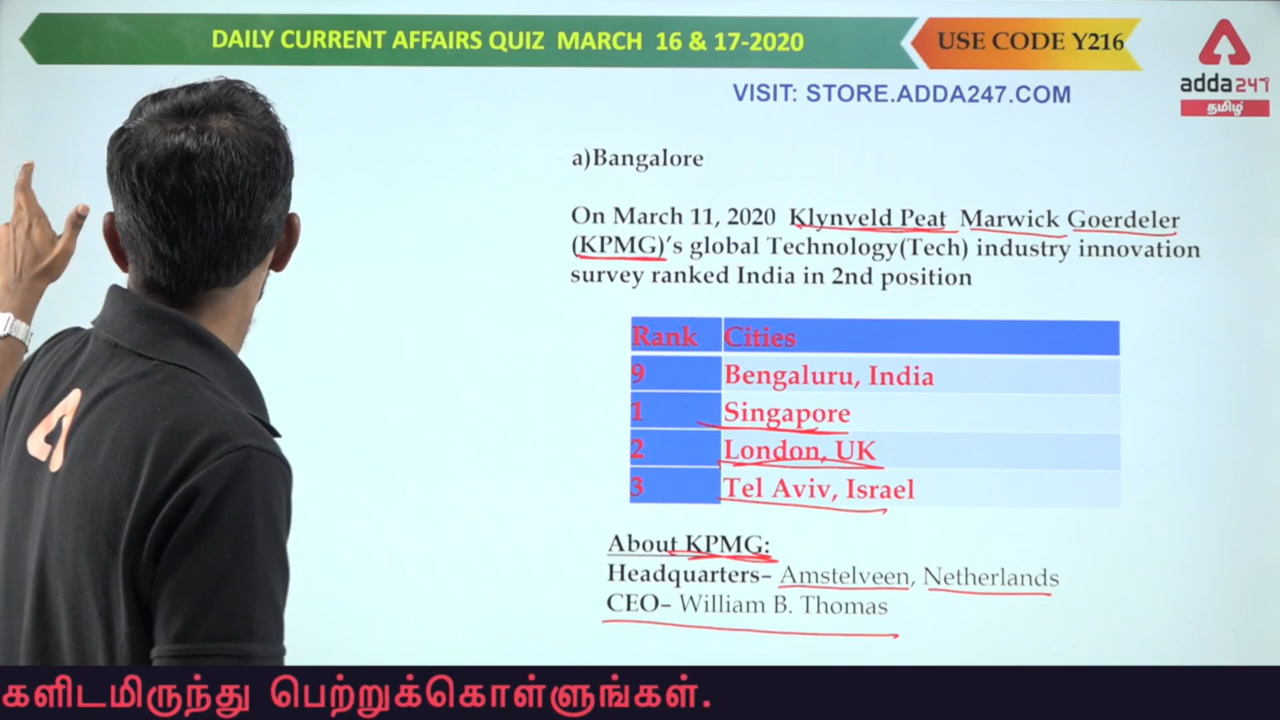 DAILY CURRENT AFFAIRS QUIZ MARCH 16 & 17-2020
USE CODE Y216
adda247
தமிழ்
VISIT: STORE.ADDA247.COM
a)Bangalore
On March 11, 2020 Klynveld Peat Marwick Goerdeler
(KPMG)'s global Technology(Tech) industry innovation
survey ranked India in 2nd position
Rank Cities
9 Bengaluru, India
1 Singapore
2 London, UK
3 Tel Aviv, Israel
About KPMG:
Headquarters– Amstelveen, Netherlands
CEO– William B. Thomas
களிடமிருந்து பெற்றுக்கொள்ளுங்கள்.